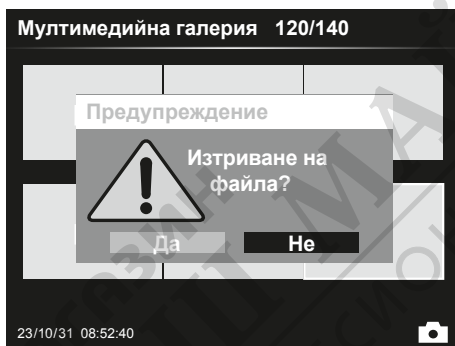 Мултимедийна галерия 120/140
Предупреждение
Изтриване на
файла?
Да Не
23/10/31 08:52:40